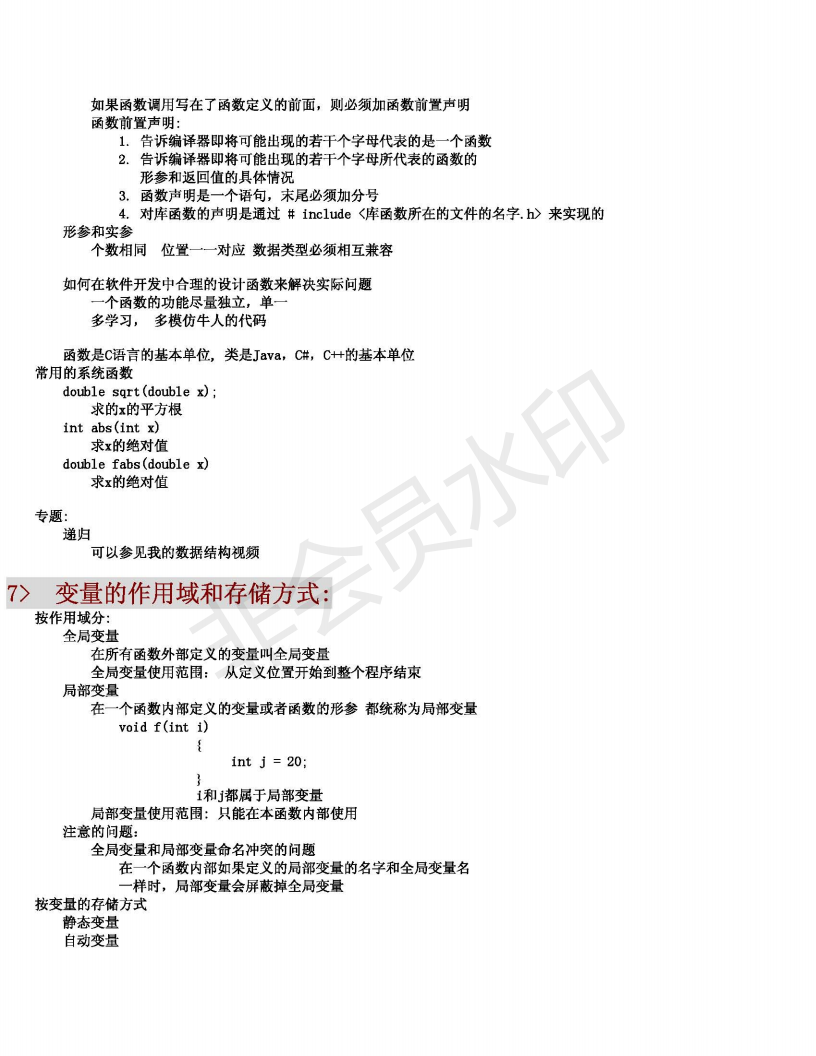 如果函数调用写在了函数定义的前面，则必须加函数前置声明
函数前置声明：
1. 告诉编译器即将可能出现的若干个字母代表的是一个函数
2. 告诉编译器即将可能出现的若干个字母所代表的函数的
形参和返回值的具体情况
3. 函数声明是一个语句，末尾必须加分号
4. 对库函数的声明是通过 # include <库函数所在的文件的名字.h> 来实现的
形参和实参
个数相同 位置一一对应 数据类型必须相互兼容
如何在软件开发中合理的设计函数来解决实际问题
一个函数的功能尽量独立，单一
多学习， 多模仿牛人的代码
函数是C语言的基本单位，类是Java，C#，C++的基本单位
常用的系统函数
double sqrt(double x);
求的x的平方根
int abs(int x)
求x的绝对值
double fabs(double x)
求x的绝对值
专题：
递归
可以参见我的数据结构视频
7> 变量的作用域和存储方式：
按作用域分：
全局变量
在所有函数外部定义的变量叫全局变量
全局变量使用范围： 从定义位置开始到整个程序结束
局部变量
在一个函数内部定义的变量或者函数的形参 都统称为局部变量
void f(int i)
{
int j = 20;
}
i和j都属于局部变量
局部变量使用范围：只能在本函数内部使用
注意的问题：
全局变量和局部变量命名冲突的问题
在一个函数内部如果定义的局部变量的名字和全局变量名
一样时，局部变量会屏蔽掉全局变量
按变量的存储方式
静态变量
自动变量
非会员水印